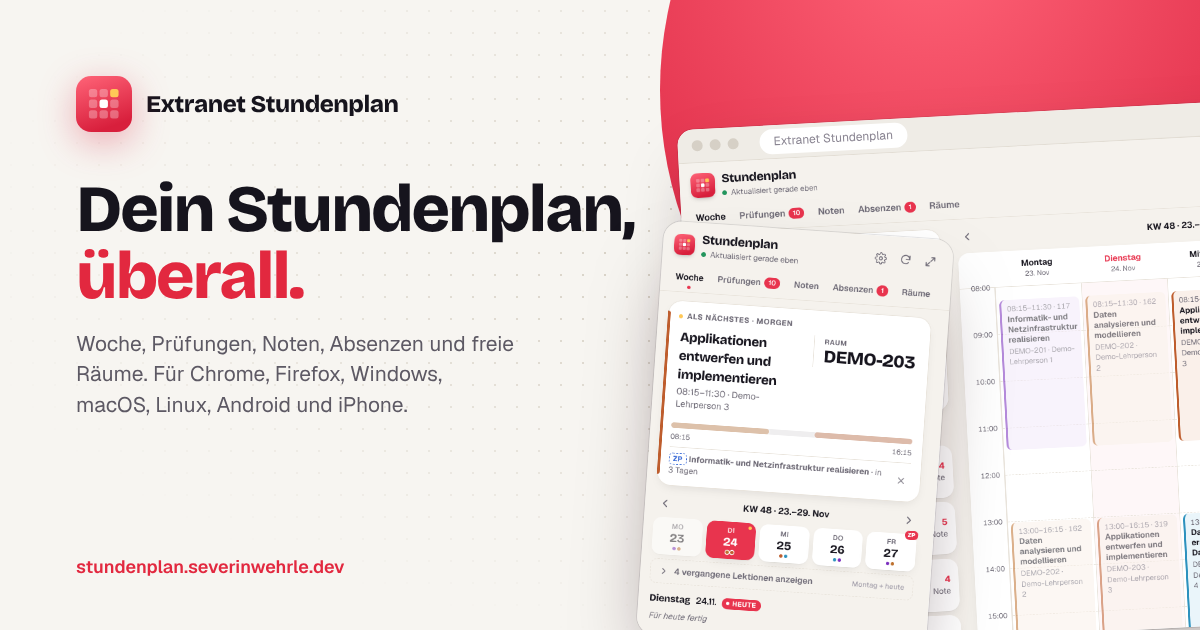 Extranet Stundenplan
Dein Stundenplan,
überall.
Woche, Prüfungen, Noten, Absenzen und freie
Räume. Für Chrome, Firefox, Windows,
macOS, Linux, Android und iPhone.
stundenplan.severinwehrle.dev
Extranet Stundenplan
Stundenplan
Aktualisiert gerade eben
Woche Prüfungen 10 Noten Absenzen 1 Räume
Stundenplan
Aktualisiert gerade eben
Woche Prüfungen 10 Noten Absenzen 1 Räume
ALS NÄCHSTES · MORGEN
Applikationen
entwerfen und
implementieren
08:15–11:30 · Demo-
Lehrperson 3
RAUM
DEMO-203
08:15 16:15
ZP Informatik- und Netzinfrastruktur realisieren · in
3 Tagen
KW 48 · 23.–29. Nov
MO
23
DI
24
MI
25
DO
26
FR
27
ZP
4 vergangene Lektionen anzeigen Montag + heute
Dienstag 24.11. HEUTE
Für heute fertig
4
5
Note
4
Note
KW 48 · 23.–
Montag
23. Nov
Dienstag
24. Nov
08:00
09:00
10:00
11:00
12:00
13:00
14:00
15:00
08:15–11:30 · 117
Informatik- und
Netzinfrastruktur
realisieren
DEMO-201 · Demo-
Lehrperson 1
08:15–11:30 · 162
Daten
analysieren und
modellieren
DEMO-202 ·
Demo-Lehrperson
2
13:00–16:15 · 162
Daten
analysieren und
modellieren
DEMO-202 ·
Demo-Lehrperson
2
13:00–16:15 · 319
Applikationen
entwerfen und
implementieren
DEMO-203 ·
Demo-Lehrperson
3